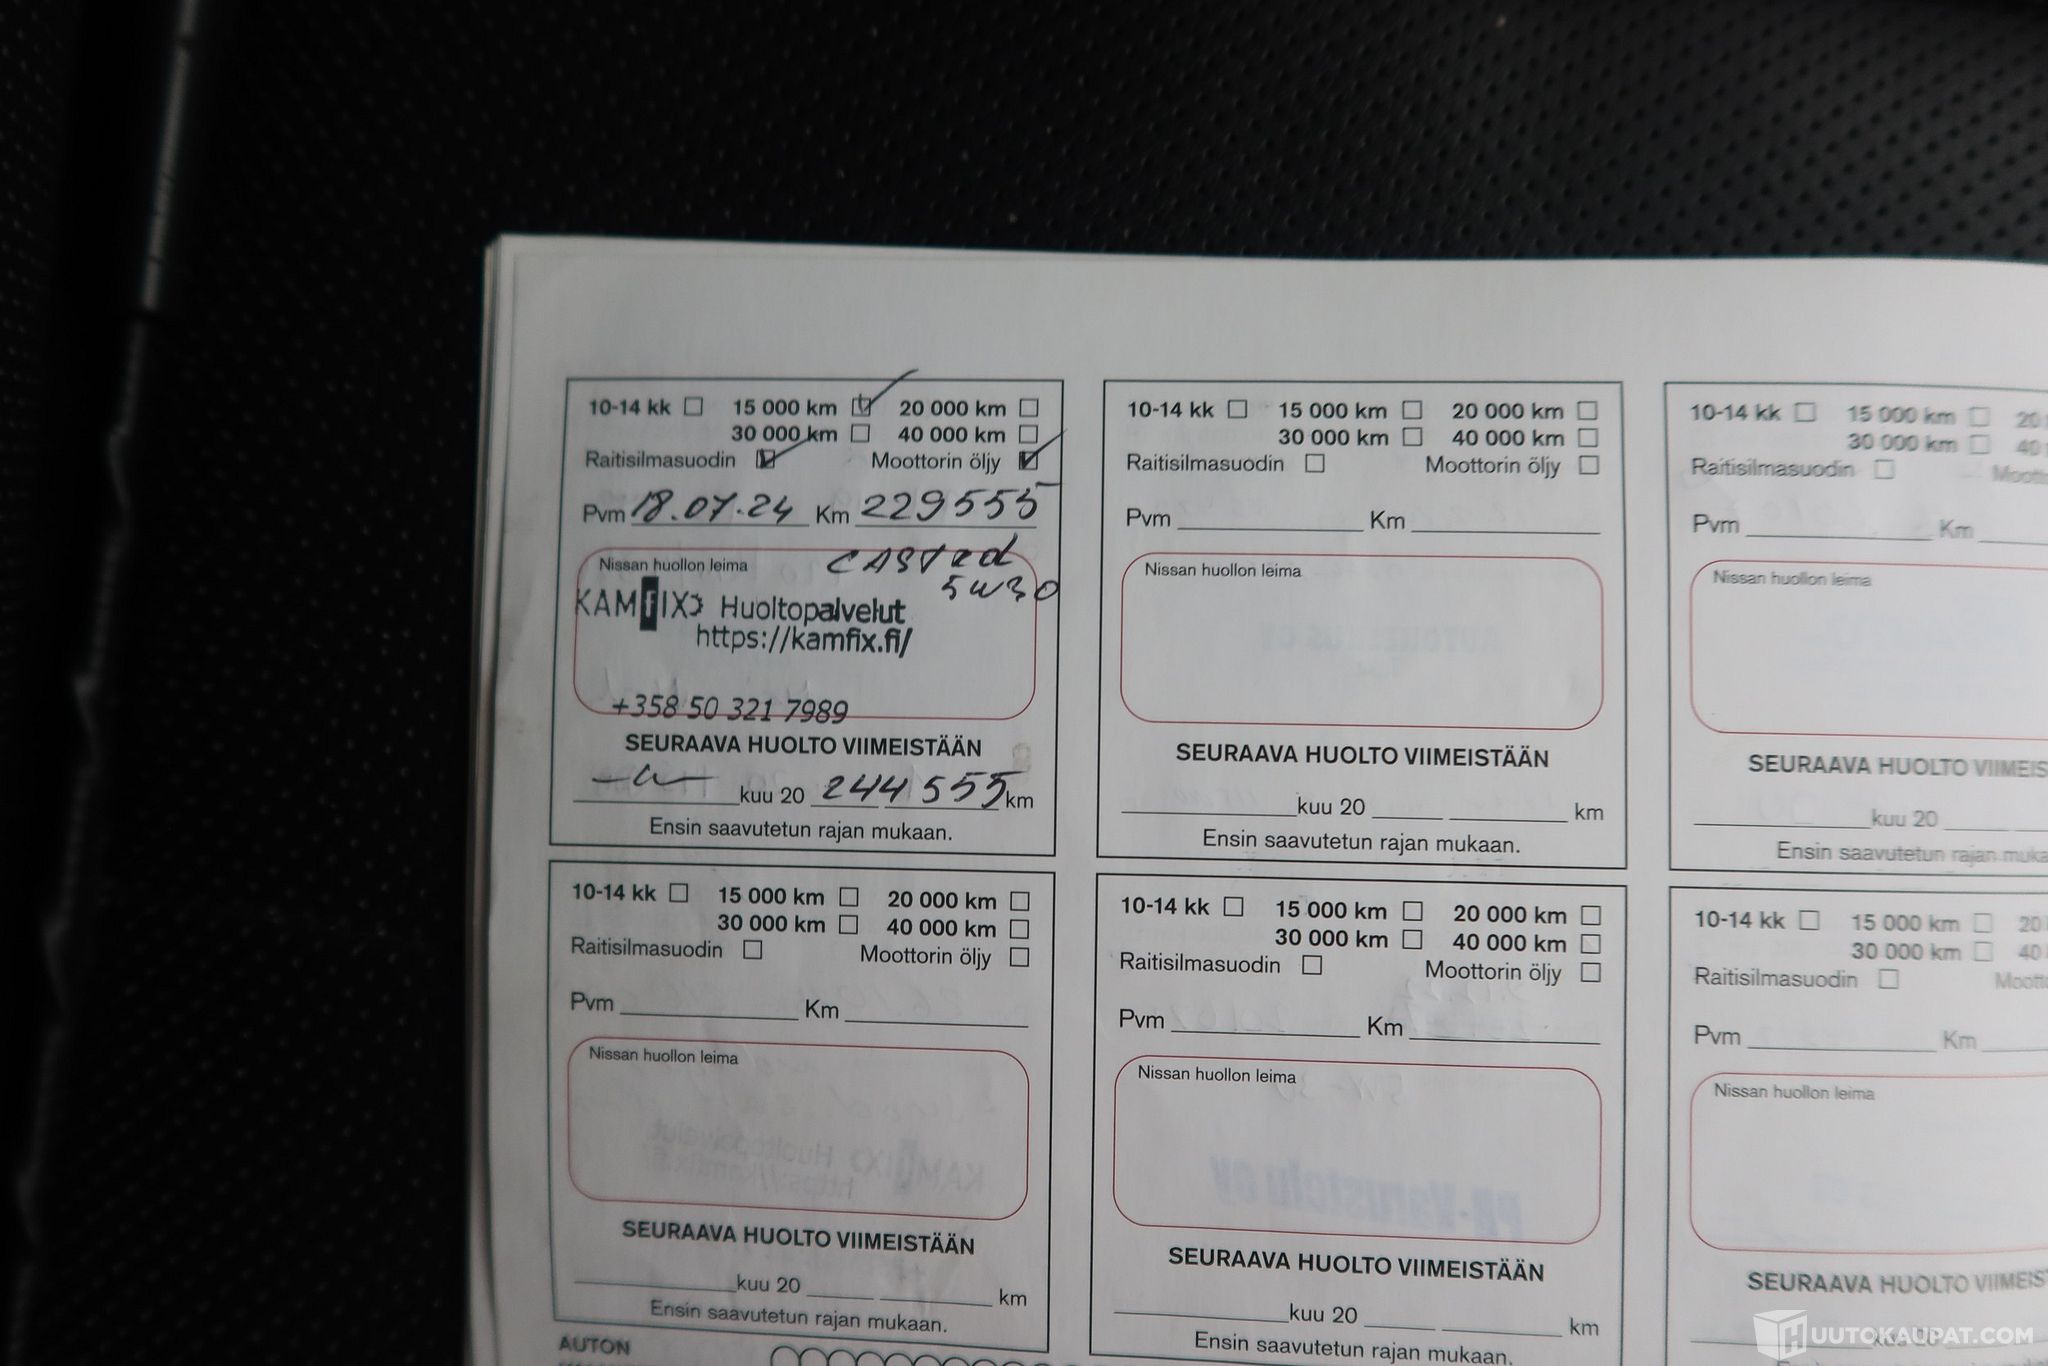 10-14 kk ☐ 15 000 km ☑ 20 000 km ☐
30 000 km ☐ 40 000 km ☐
Raitisilmasuodin ☑ Moottorin öljy ☑
Pvm 18.07.24 Km 229555
Nissan huollon leima CASTROL
5W30
KAMfIX Huoltopalvelut
https://kamfix.fi/
+358 50 321 7989
SEURAAVA HUOLTO VIIMEISTÄÄN
kuu 20 244 555 km
Ensin saavutetun rajan mukaan.
10-14 kk ☐ 15 000 km ☐ 20 000 km ☐
30 000 km ☐ 40 000 km ☐
Raitisilmasuodin ☐ Moottorin öljy ☐
Pvm Km
Nissan huollon leima
SEURAAVA HUOLTO VIIMEISTÄÄN
kuu 20 km
Ensin saavutetun rajan mukaan.
10-14 kk ☐ 15 000 km ☐ 20
30 000 km ☐ 40
Raitisilmasuodin ☐
Pvm Km
Nissan huollon leima
SEURAAVA HUOLTO
kuu 20
Ensin saavutetun rajan
10-14 kk ☐ 15 000 km ☐ 20 000 km ☐
30 000 km ☐ 40 000 km ☐
Raitisilmasuodin ☐ Moottorin öljy ☐
Pvm Km
Nissan huollon leima
SEURAAVA HUOLTO VIIMEISTÄÄN
kuu 20 km
Ensin saavutetun rajan mukaan.
10-14 kk ☐ 15 000 km ☐ 20 000 km ☐
30 000 km ☐ 40 000 km ☐
Raitisilmasuodin ☐ Moottorin öljy ☐
Pvm Km
Nissan huollon leima
SEURAAVA HUOLTO VIIMEISTÄÄN
kuu 20 km
Ensin saavutetun rajan mukaan.
10-14 kk ☐ 15 000 km ☐ 20
30 000 km ☐ 40
Raitisilmasuodin ☐
Pvm Km
Nissan huollon leima
SEURAAVA HUOLTO
AUTON
HUUTOKAUPAT.COM